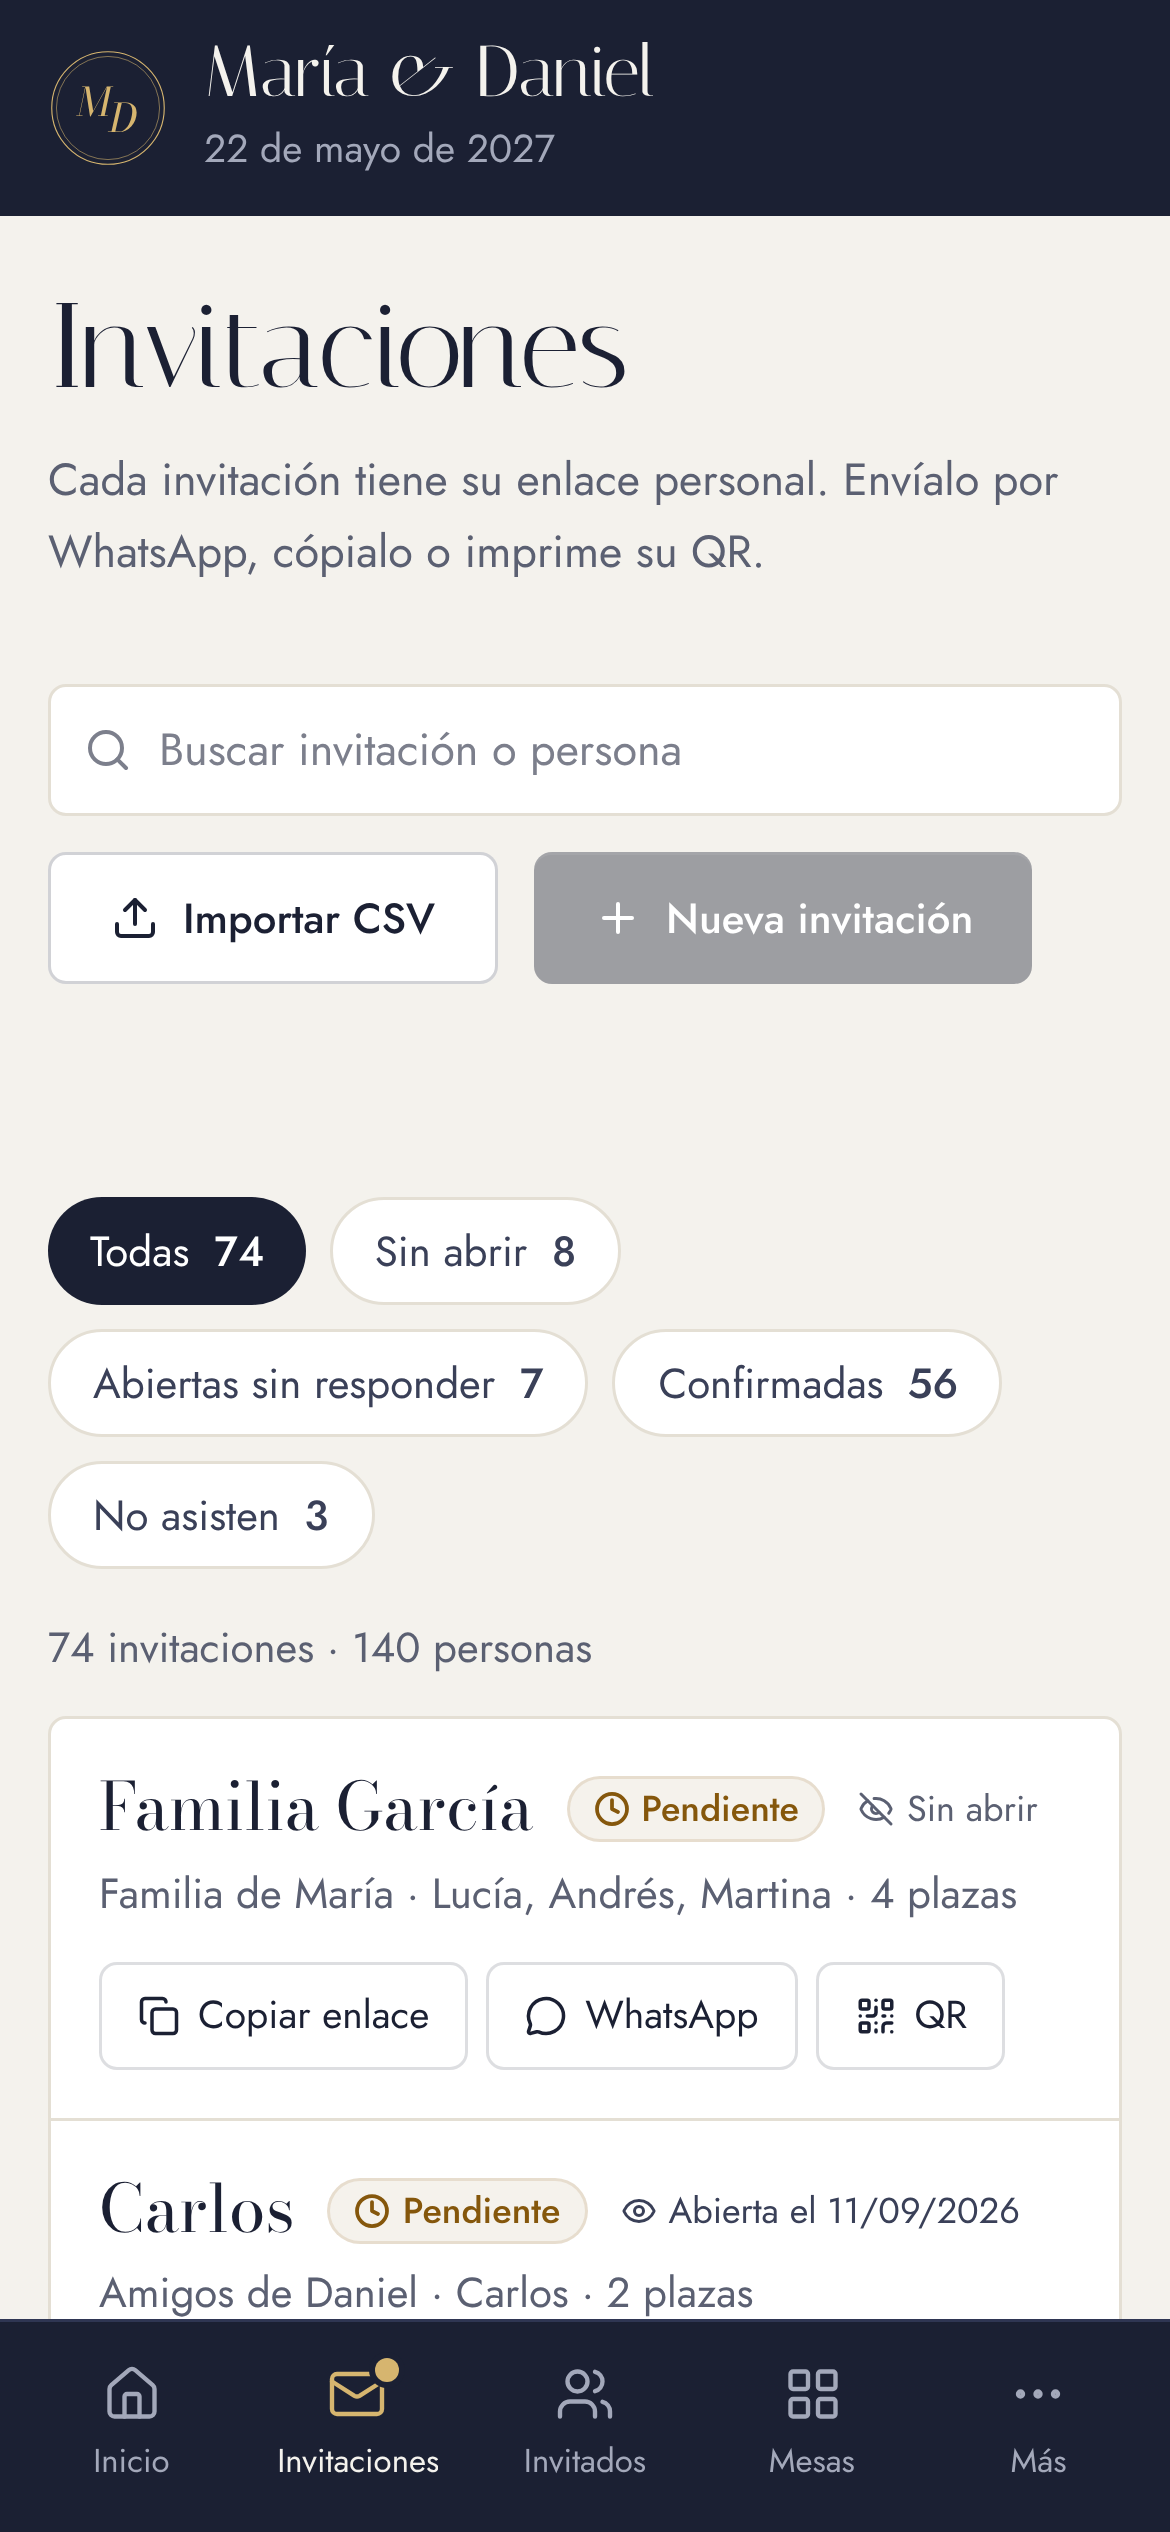 MD
María & Daniel
22 de mayo de 2027
Invitaciones
Cada invitación tiene su enlace personal. Envíalo por
WhatsApp, cópialo o imprime su QR.
Buscar invitación o persona
Importar CSV
Nueva invitación
Todas 74
Sin abrir 8
Abiertas sin responder 7
Confirmadas 56
No asisten 3
74 invitaciones · 140 personas
Familia García Pendiente Sin abrir
Familia de María · Lucía, Andrés, Martina · 4 plazas
Copiar enlace WhatsApp QR
Carlos Pendiente Abierta el 11/09/2026
Amigos de Daniel · Carlos · 2 plazas
Inicio Invitaciones Invitados Mesas Más